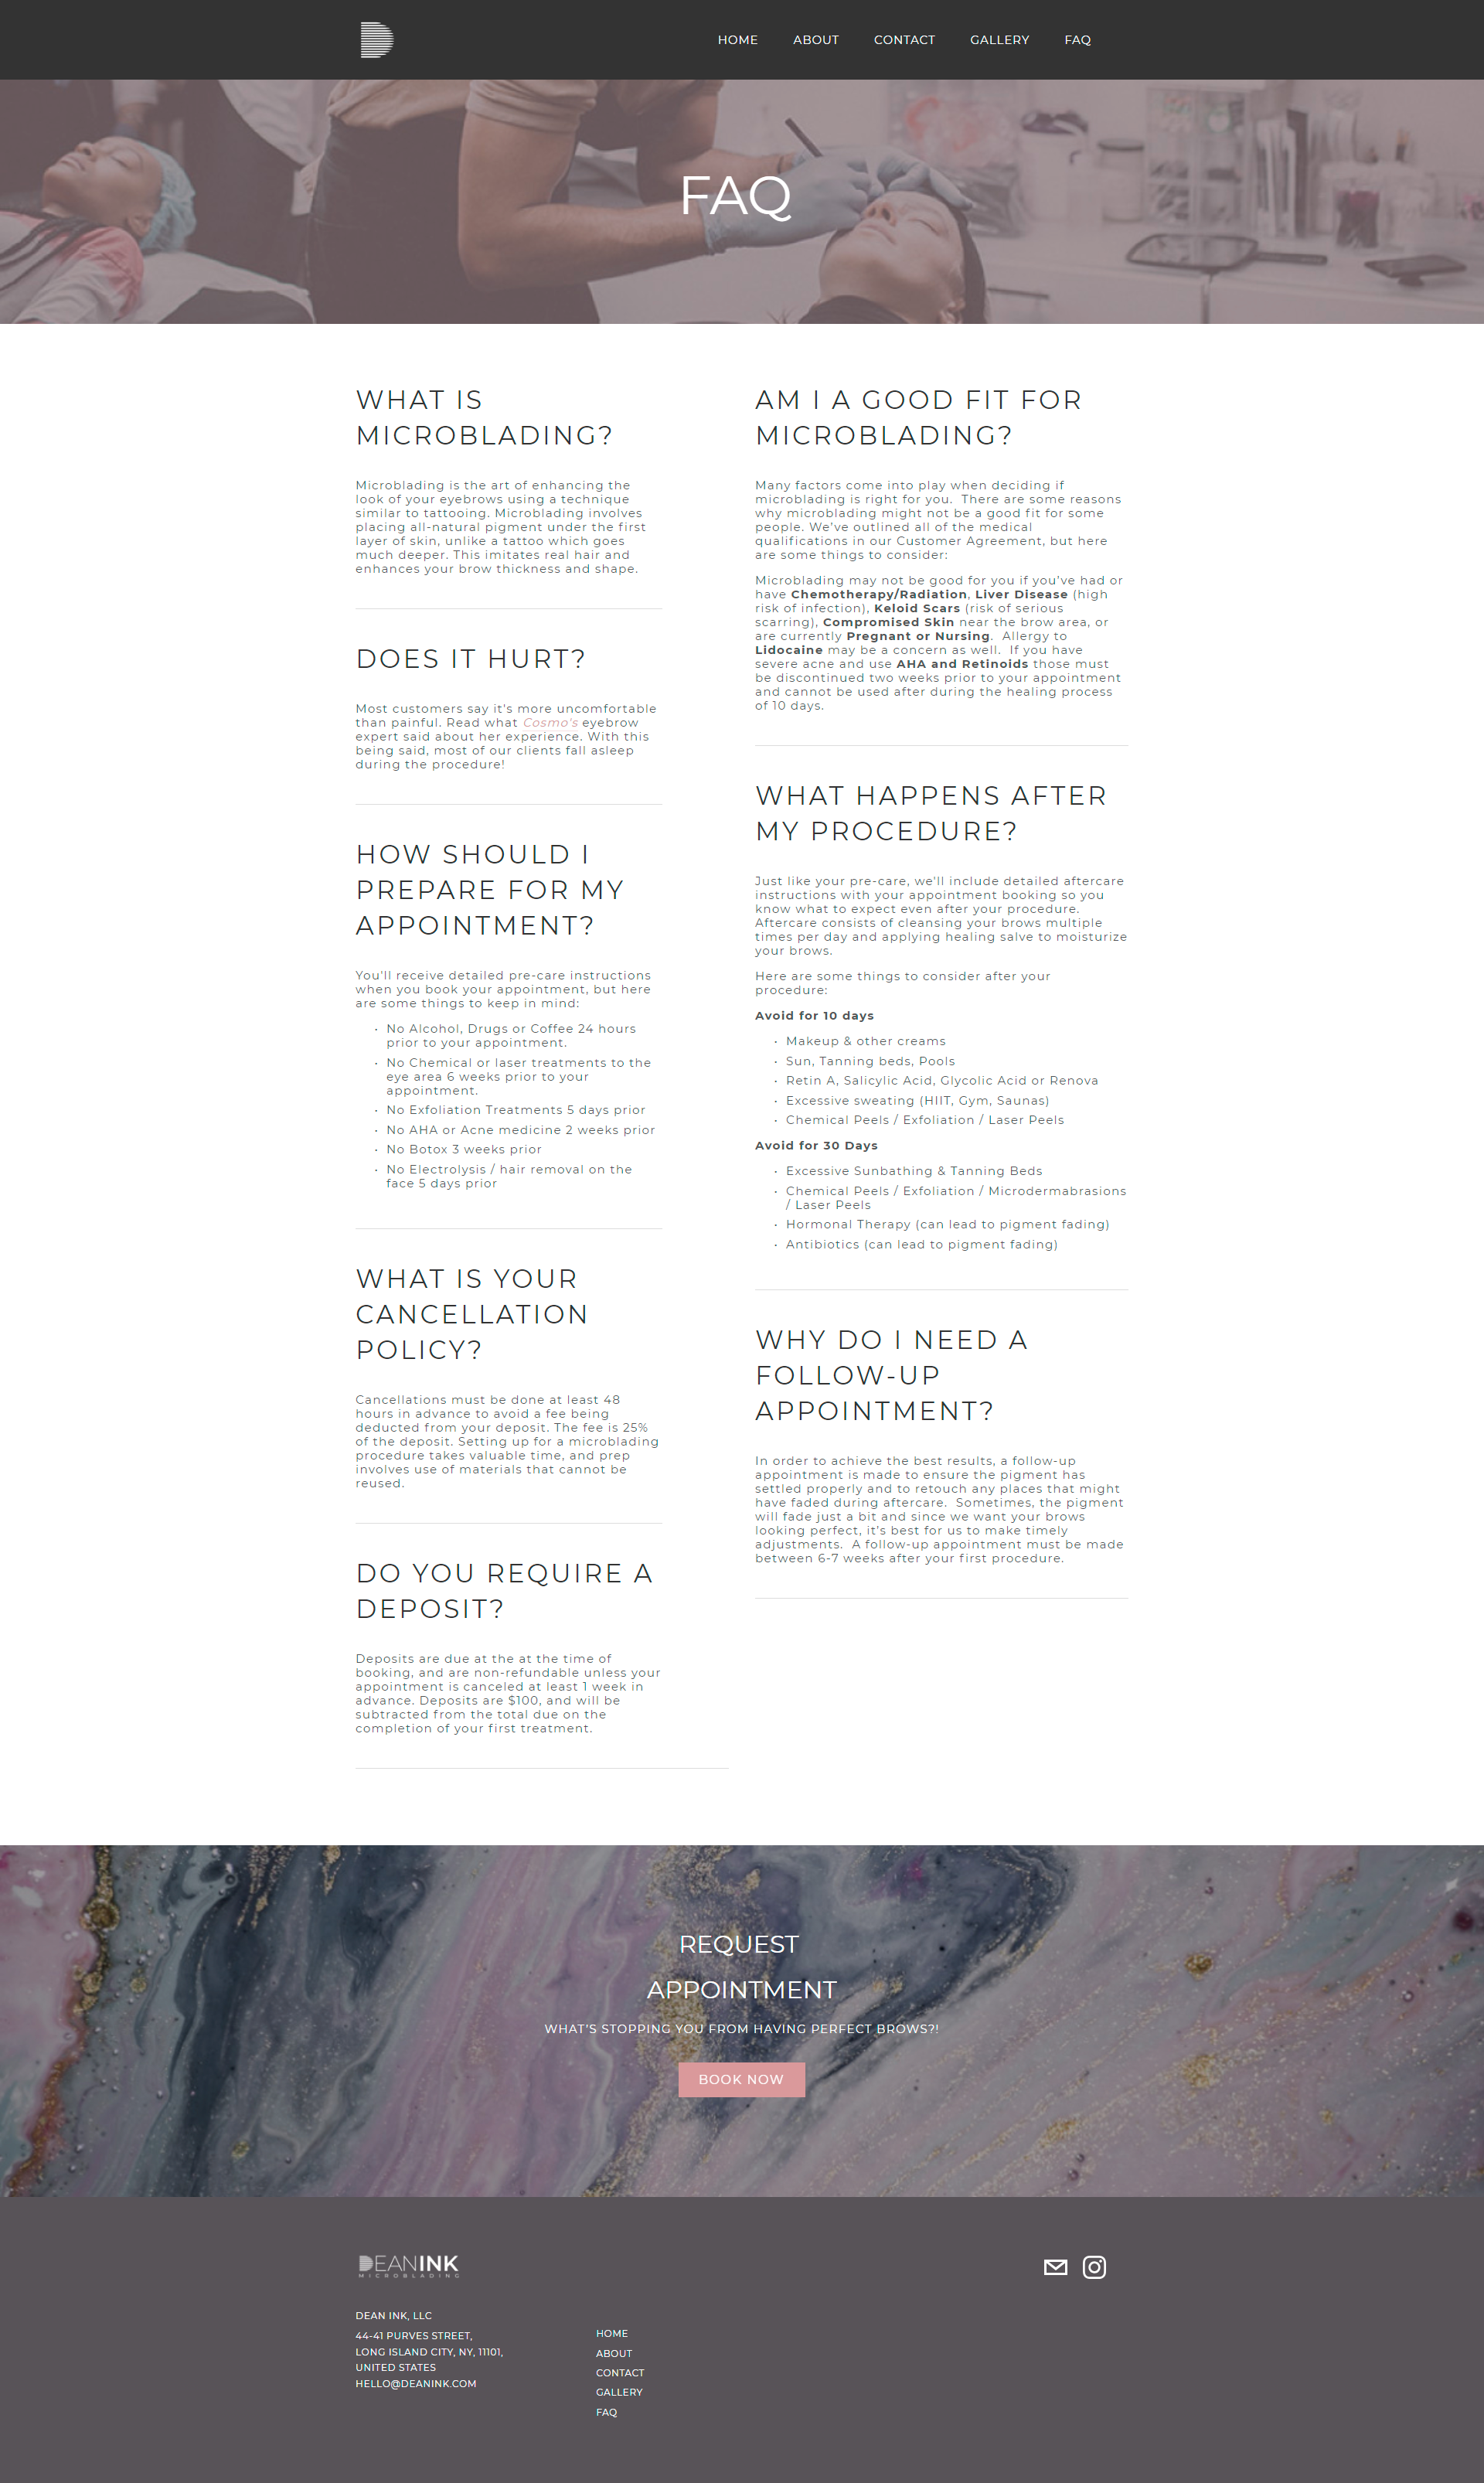 HOME ABOUT CONTACT GALLERY FAQ
FAQ
WHAT IS
MICROBLADING?
Microblading is the art of enhancing the
look of your eyebrows using a technique
similar to tattooing. Microblading involves
placing all-natural pigment under the first
layer of skin, unlike a tattoo which goes
much deeper. This imitates real hair and
enhances your brow thickness and shape.
DOES IT HURT?
Most customers say it's more uncomfortable
than painful. Read what Cosmo's eyebrow
expert said about her experience. With this
being said, most of our clients fall asleep
during the procedure!
HOW SHOULD I
PREPARE FOR MY
APPOINTMENT?
You'll receive detailed pre-care instructions
when you book your appointment, but here
are some things to keep in mind:
• No Alcohol, Drugs or Coffee 24 hours
prior to your appointment.
• No Chemical or laser treatments to the
eye area 6 weeks prior to your
appointment.
• No Exfoliation Treatments 5 days prior
• No AHA or Acne medicine 2 weeks prior
• No Botox 3 weeks prior
• No Electrolysis / hair removal on the
face 5 days prior
WHAT IS YOUR
CANCELLATION
POLICY?
Cancellations must be done at least 48
hours in advance to avoid a fee being
deducted from your deposit. The fee is 25%
of the deposit. Setting up for a microblading
procedure takes valuable time, and prep
involves use of materials that cannot be
reused.
DO YOU REQUIRE A
DEPOSIT?
Deposits are due at the at the time of
booking, and are non-refundable unless your
appointment is canceled at least 1 week in
advance. Deposits are $100, and will be
subtracted from the total due on the
completion of your first treatment.
AM I A GOOD FIT FOR
MICROBLADING?
Many factors come into play when deciding if
microblading is right for you.  There are some reasons
why microblading might not be a good fit for some
people. We've outlined all of the medical
qualifications in our Customer Agreement, but here
are some things to consider:
Microblading may not be good for you if you've had or
have Chemotherapy/Radiation, Liver Disease (high
risk of infection), Keloid Scars (risk of serious
scarring), Compromised Skin near the brow area, or
are currently Pregnant or Nursing.  Allergy to
Lidocaine may be a concern as well.  If you have
severe acne and use AHA and Retinoids those must
be discontinued two weeks prior to your appointment
and cannot be used after during the healing process
of 10 days.
WHAT HAPPENS AFTER
MY PROCEDURE?
Just like your pre-care, we'll include detailed aftercare
instructions with your appointment booking so you
know what to expect even after your procedure.
Aftercare consists of cleansing your brows multiple
times per day and applying healing salve to moisturize
your brows.
Here are some things to consider after your
procedure:
Avoid for 10 days
• Makeup & other creams
• Sun, Tanning beds, Pools
• Retin A, Salicylic Acid, Glycolic Acid or Renova
• Excessive sweating (HIIT, Gym, Saunas)
• Chemical Peels / Exfoliation / Laser Peels
Avoid for 30 Days
• Excessive Sunbathing & Tanning Beds
• Chemical Peels / Exfoliation / Microdermabrasions
/ Laser Peels
• Hormonal Therapy (can lead to pigment fading)
• Antibiotics (can lead to pigment fading)
WHY DO I NEED A
FOLLOW-UP
APPOINTMENT?
In order to achieve the best results, a follow-up
appointment is made to ensure the pigment has
settled properly and to retouch any places that might
have faded during aftercare.  Sometimes, the pigment
will fade just a bit and since we want your brows
looking perfect, it's best for us to make timely
adjustments.  A follow-up appointment must be made
between 6-7 weeks after your first procedure.
REQUEST
APPOINTMENT
WHAT'S STOPPING YOU FROM HAVING PERFECT BROWS?!
BOOK NOW
DEANINK
MICROBLADING
DEAN INK, LLC
44-41 PURVES STREET,
LONG ISLAND CITY, NY, 11101,
UNITED STATES
HELLO@DEANINK.COM
HOME
ABOUT
CONTACT
GALLERY
FAQ